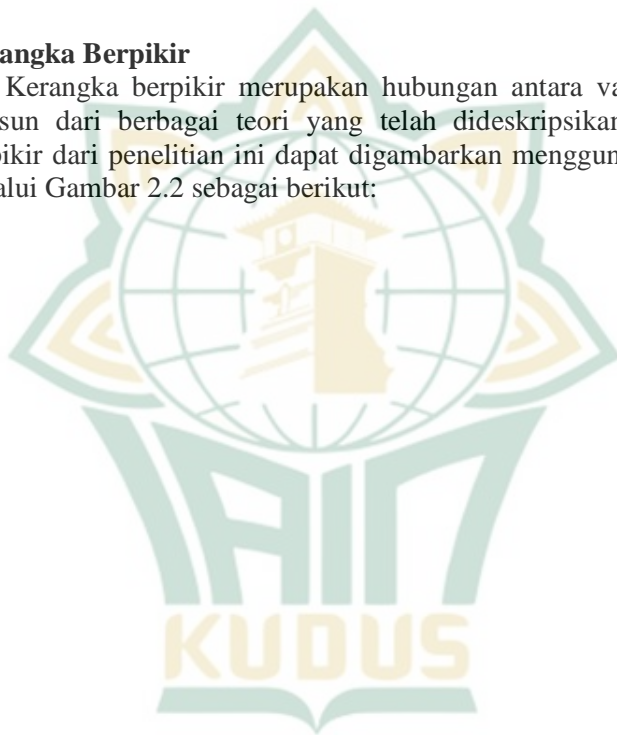 angka Berpikir
Kerangka berpikir merupakan hubungan antara va
sun dari berbagai teori yang telah dideskripsikan
pikir dari penelitian ini dapat digambarkan menggun
alui Gambar 2.2 sebagai berikut:
IAIN
KUDUS